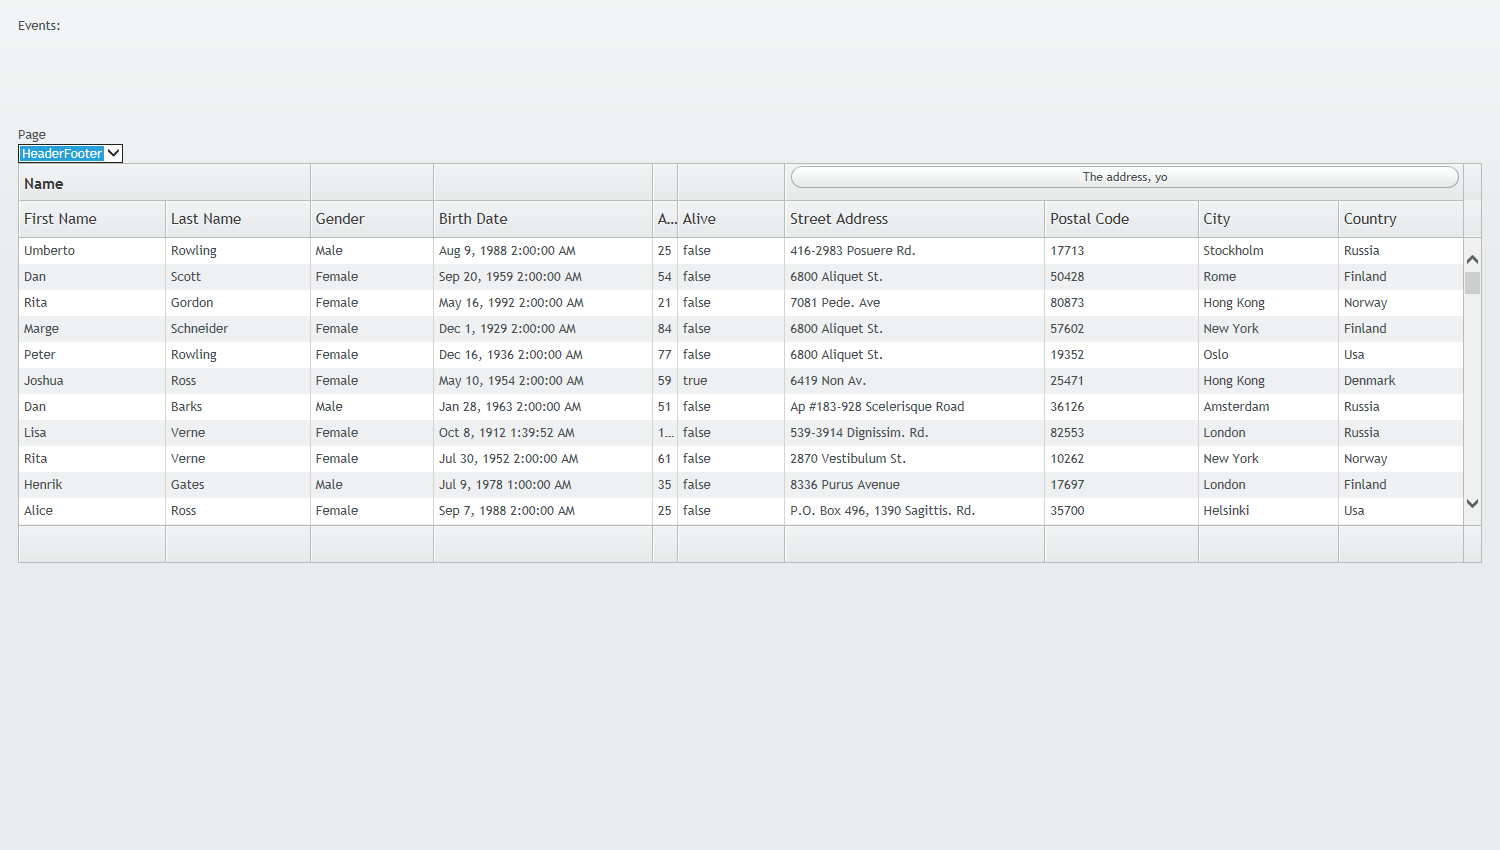 Events:
Page
HeaderFooter
Name The address, yo
First Name Last Name Gender Birth Date A... Alive Street Address Postal Code City Country
Umberto Rowling Male Aug 9, 1988 2:00:00 AM 25 false 416-2983 Posuere Rd. 17713 Stockholm Russia
Dan Scott Female Sep 20, 1959 2:00:00 AM 54 false 6800 Aliquet St. 50428 Rome Finland
Rita Gordon Female May 16, 1992 2:00:00 AM 21 false 7081 Pede. Ave 80873 Hong Kong Norway
Marge Schneider Female Dec 1, 1929 2:00:00 AM 84 false 6800 Aliquet St. 57602 New York Finland
Peter Rowling Female Dec 16, 1936 2:00:00 AM 77 false 6800 Aliquet St. 19352 Oslo Usa
Joshua Ross Female May 10, 1954 2:00:00 AM 59 true 6419 Non Av. 25471 Hong Kong Denmark
Dan Barks Male Jan 28, 1963 2:00:00 AM 51 false Ap #183-928 Scelerisque Road 36126 Amsterdam Russia
Lisa Verne Female Oct 8, 1912 1:39:52 AM 1... false 539-3914 Dignissim. Rd. 82553 London Russia
Rita Verne Female Jul 30, 1952 2:00:00 AM 61 false 2870 Vestibulum St. 10262 New York Norway
Henrik Gates Male Jul 9, 1978 1:00:00 AM 35 false 8336 Purus Avenue 17697 London Finland
Alice Ross Female Sep 7, 1988 2:00:00 AM 25 false P.O. Box 496, 1390 Sagittis. Rd. 35700 Helsinki Usa